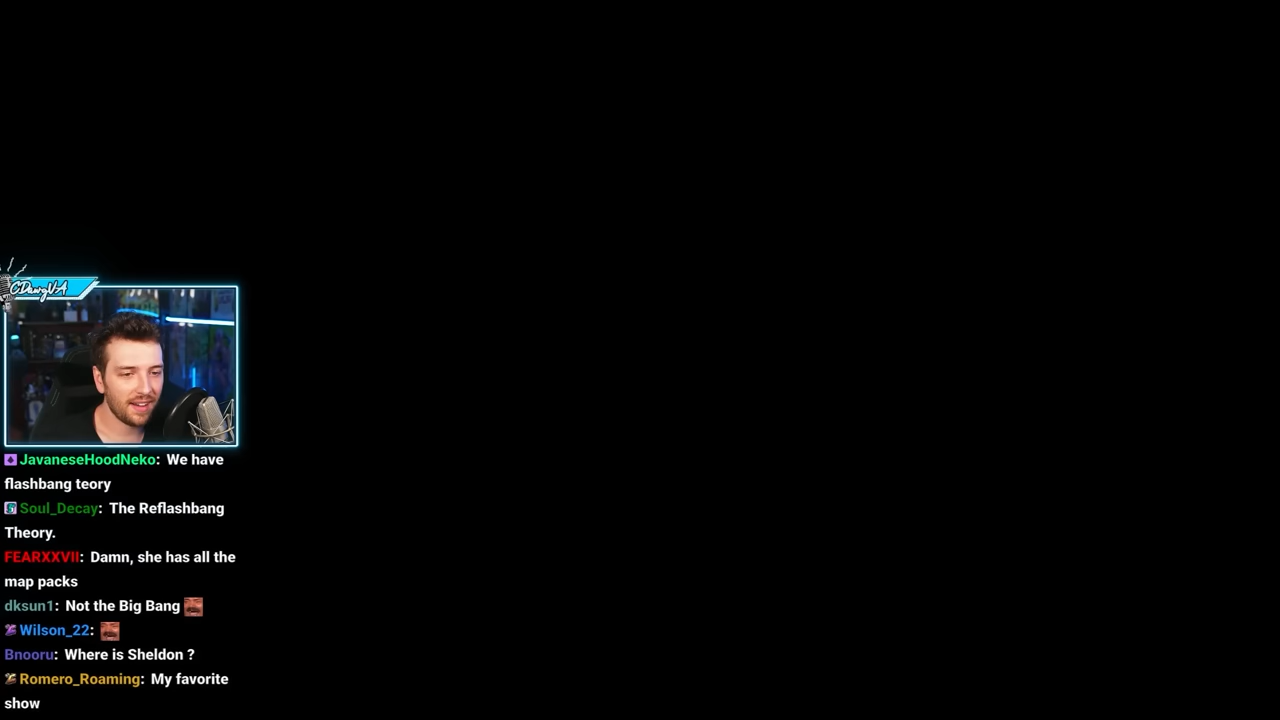 CDawgVA
JavaneseHoodNeko: We have
flashbang teory
Soul_Decay: The Reflashbang
Theory.
FEARXXVII: Damn, she has all the
map packs
dksun1: Not the Big Bang
Wilson_22:
Bnooru: Where is Sheldon ?
Romero_Roaming: My favorite
show